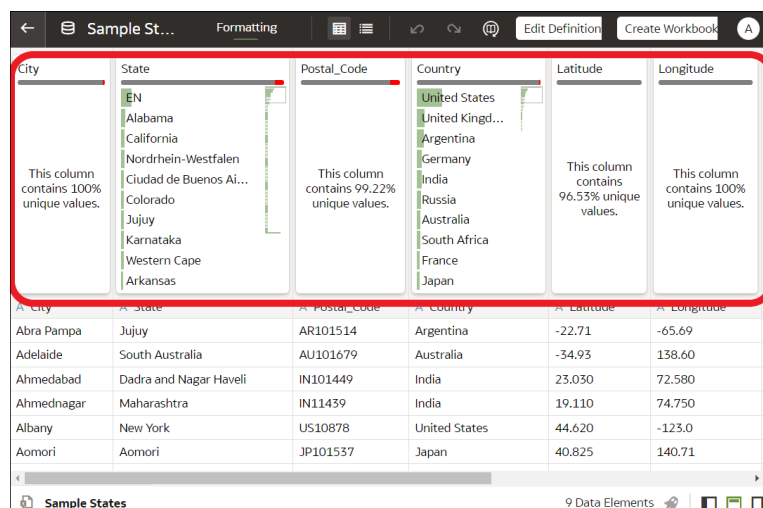 Sample St... Formatting Edit Definition Create Workbook A
City State Postal_Code Country Latitude Longitude
EN
Alabama
California
Nordrhein-Westfalen
Ciudad de Buenos Ai...
Colorado
Jujuy
Karnataka
Western Cape
Arkansas
United States
United Kingd...
Argentina
Germany
India
Russia
Australia
South Africa
France
Japan
This column
contains 100%
unique values.
This column
contains 99.22%
unique values.
This column
contains
96.53% unique
values.
This column
contains 100%
unique values.
A City A State A Postal_Code A Country A Latitude A Longitude
Abra Pampa Jujuy AR101514 Argentina -22.71 -65.69
Adelaide South Australia AU101679 Australia -34.93 138.60
Ahmedabad Dadra and Nagar Haveli IN101449 India 23.030 72.580
Ahmednagar Maharashtra IN11439 India 19.110 74.750
Albany New York US10878 United States 44.620 -123.0
Aomori Aomori JP101537 Japan 40.825 140.71
Sample States 9 Data Elements